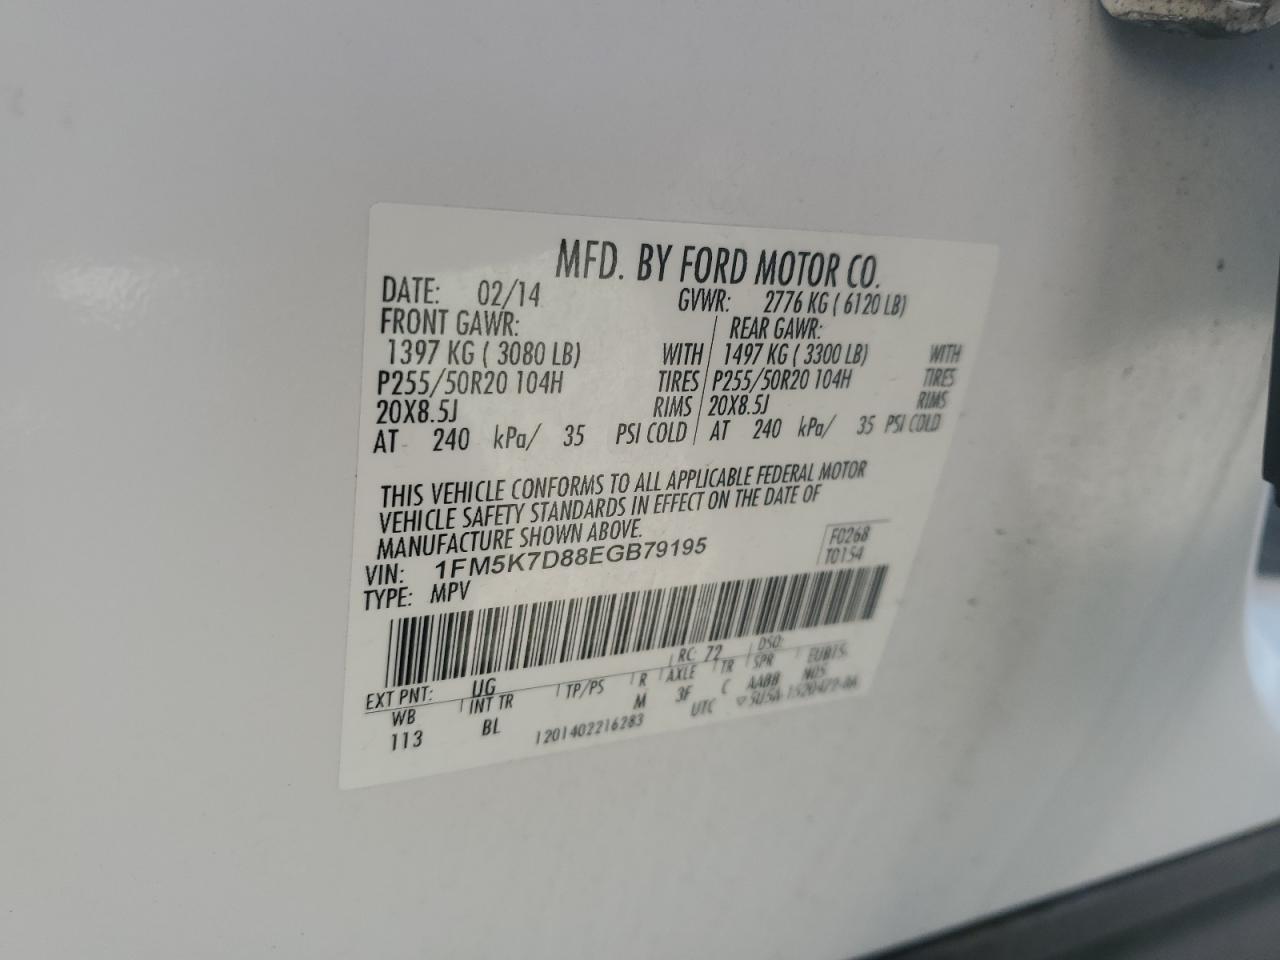 MFD. BY FORD MOTOR CO.
DATE: 02/14 GVWR: 2776 KG ( 6120 LB)
FRONT GAWR: REAR GAWR:
1397 KG ( 3080 LB) WITH 1497 KG ( 3300 LB) WITH
P255/50R20 104H TIRES P255/50R20 104H TIRES
20X8.5J RIMS 20X8.5J RIMS
AT 240 kPa/ 35 PSI COLD AT 240 kPa/ 35 PSI COLD
THIS VEHICLE CONFORMS TO ALL APPLICABLE FEDERAL MOTOR
VEHICLE SAFETY STANDARDS IN EFFECT ON THE DATE OF
MANUFACTURE SHOWN ABOVE.
F0268
VIN: 1FM5K7D88EGB79195
T0154
TYPE: MPV
EXT PNT: UG RC: 72 DSO:
WB INT TR TP/PS R AXLE TR SPR EUBTS
113 BL M 3F C AABB N05
1201402216283 UTC